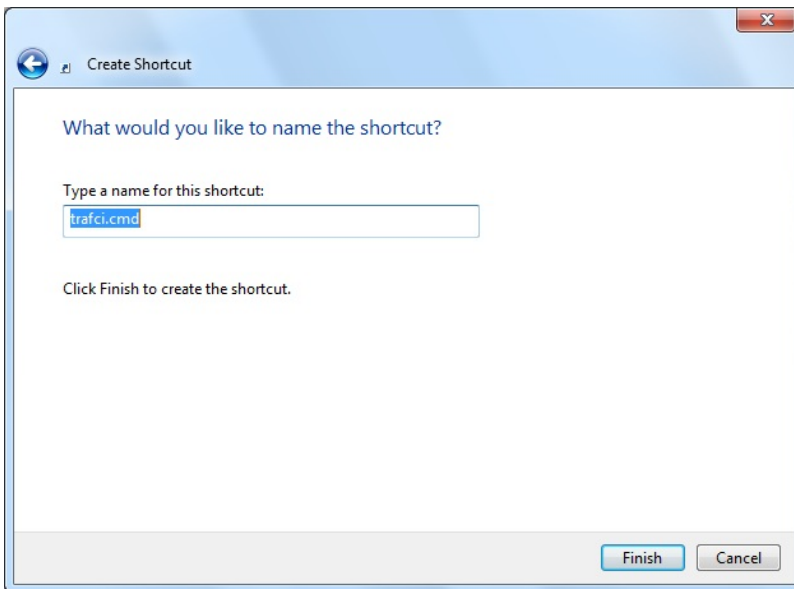 Create Shortcut
What would you like to name the shortcut?
Type a name for this shortcut:
trafci.cmd
Click Finish to create the shortcut.
Finish
Cancel